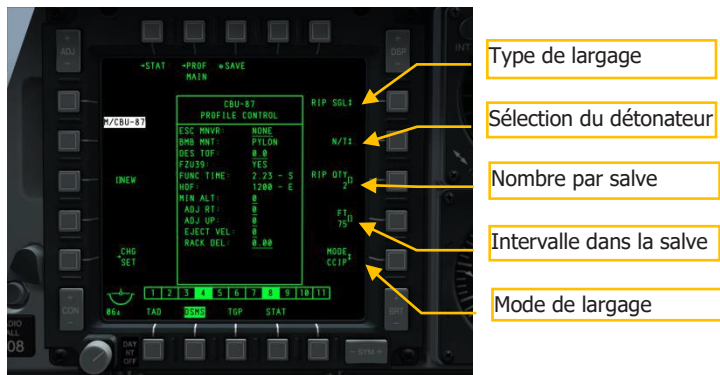 ADJ
DSP
INT
→STAT →PROF ⊕SAVE
MAIN
Type de largage
CBU-87
PROFILE CONTROL
RIP SGL↕
M/CBU-87
ESC MNVR: NONE
BMB MNT: PYLON
N/T↕
Sélection du détonateur
DES TOF: 0.0
FZU39: YES
FUNC TIME: 2.23 - S
HOF: 1200 - E
[]NEW
RIP QTY
2[]
Nombre par salve
MIN ALT: 0
ADJ RT: 0
ADJ UP: 0
EJECT VEL: 0
RACK DEL: 0.00
FT
75[]
Intervalle dans la salve
→CHG
SET
MODE
CCIP↕
Mode de largage
1 2 3 4 5 6 7 8 9 10 11
CON
BRT
TAD DSMS TGP STAT
08
DAY
NT
OFF
- SYM +